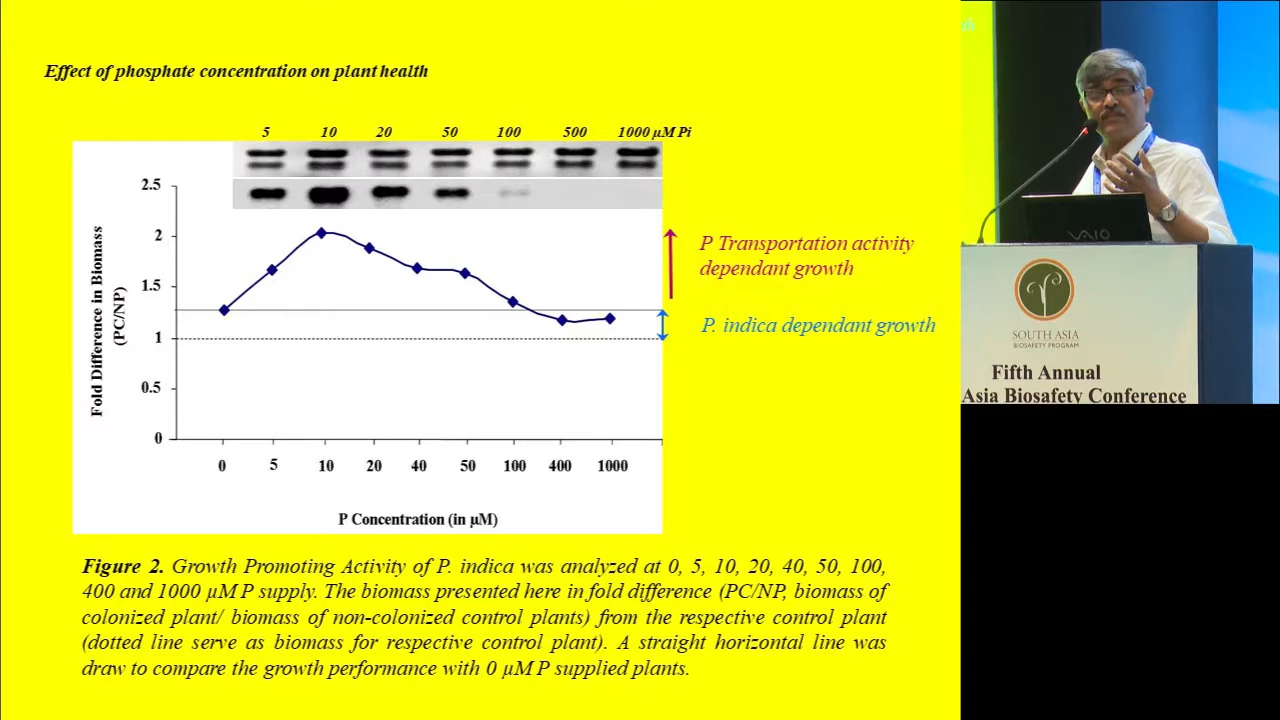 Effect of phosphate concentration on plant health
5 10 20 50 100 500 1000 µM Pi
2.5
2
1.5
1
0.5
0
Fold Difference in Biomass
(PC/NP)
0 5 10 20 40 50 100 400 1000
P Concentration (in µM)
P Transportation activity
dependant growth
P. indica dependant growth
Figure 2. Growth Promoting Activity of P. indica was analyzed at 0, 5, 10, 20, 40, 50, 100,
400 and 1000 µM P supply. The biomass presented here in fold difference (PC/NP, biomass of
colonized plant/ biomass of non-colonized control plants) from the respective control plant
(dotted line serve as biomass for respective control plant). A straight horizontal line was
draw to compare the growth performance with 0 µM P supplied plants.
VAIO
SOUTH ASIA
BIOSAFETY PROGRAM
Fifth Annual
Asia Biosafety Conference